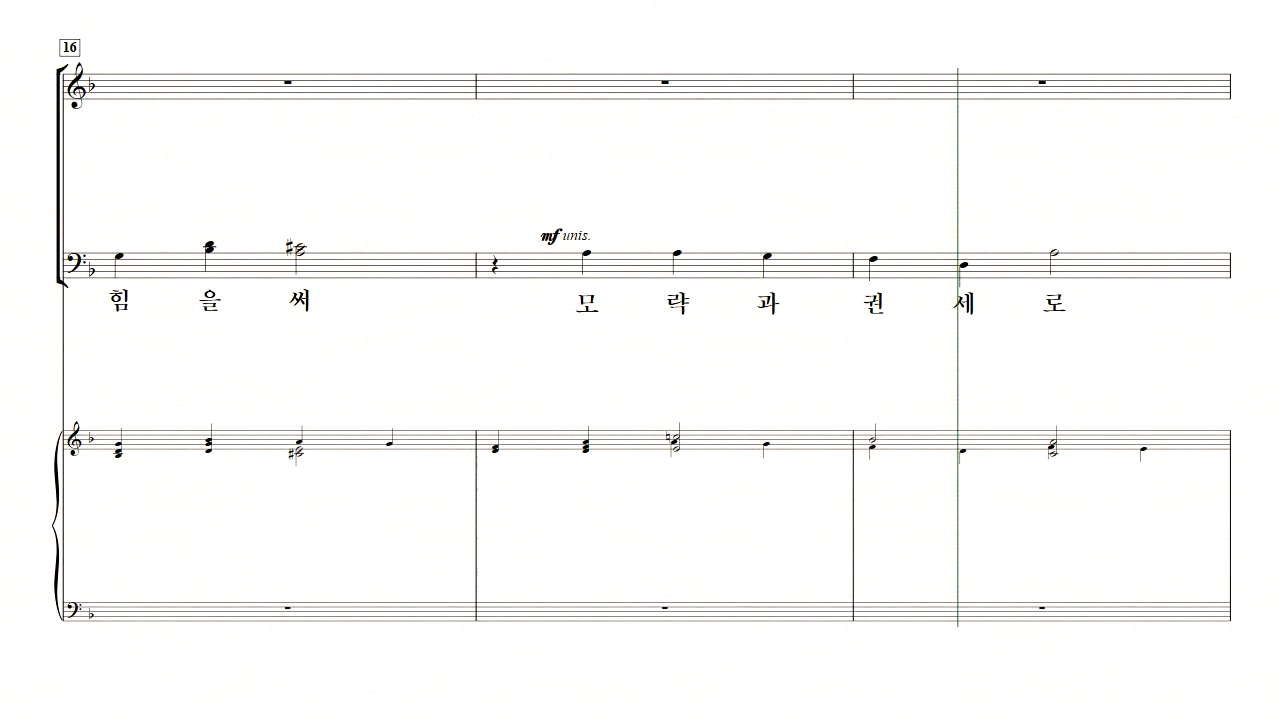 16
mf unis.
힘 을 써 모 략 과 권 세 로